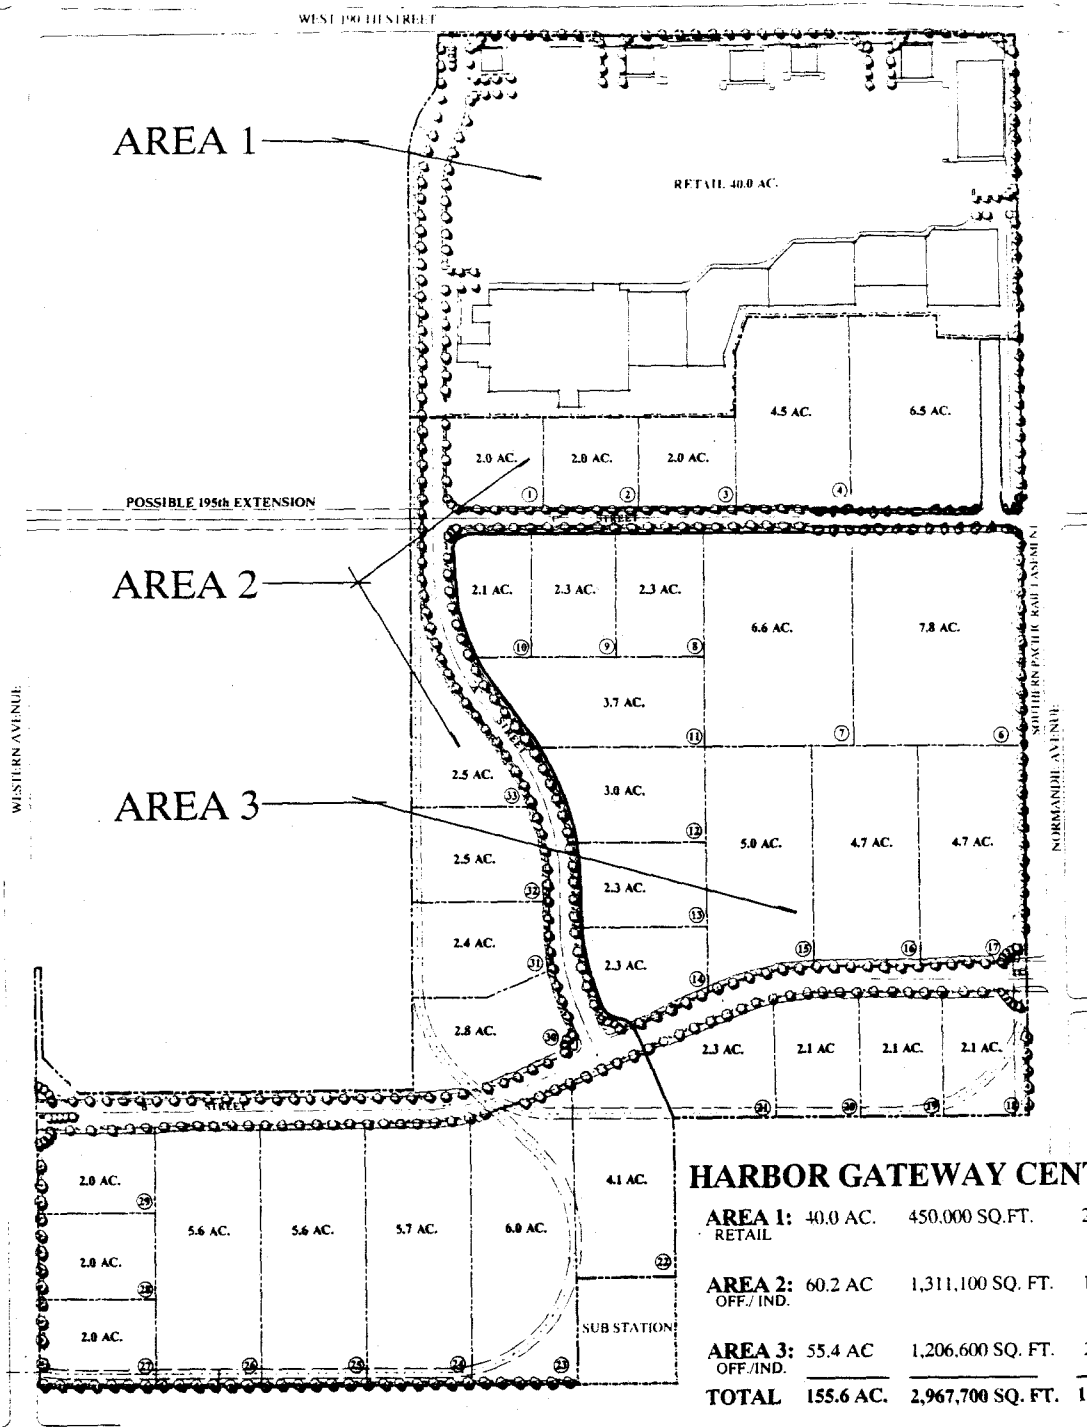 WEST 190 TH STREET
AREA 1
RETAIL 40.0 AC.
4.5 AC.
6.5 AC.
2.0 AC.
2.0 AC.
2.0 AC.
1
2
3
4
POSSIBLE 195th EXTENSION
STREET
AREA 2
2.1 AC.
2.3 AC.
2.3 AC.
6.6 AC.
7.8 AC.
10
9
8
SOUTHERN PACIFIC RAIL EASEMENT
3.7 AC.
11
7
6
STREET
WESTERN AVENUE
NORMANDIE AVENUE
2.5 AC.
33
3.0 AC.
AREA 3
12
5.0 AC.
4.7 AC.
4.7 AC.
2.5 AC.
32
2.3 AC.
13
2.4 AC.
31
2.3 AC.
14
15
16
17
2.8 AC.
30
2.3 AC.
2.1 AC
2.1 AC.
2.1 AC.
21
20
19
18
STREET
2.0 AC.
29
5.6 AC.
5.6 AC.
5.7 AC.
6.0 AC.
4.1 AC.
22
2.0 AC.
28
2.0 AC.
27
26
25
24
23
SUB STATION
HARBOR GATEWAY CENT
AREA 1: 40.0 AC. 450,000 SQ.FT. 2
RETAIL
AREA 2: 60.2 AC 1,311,100 SQ. FT. 1
OFF./ IND.
AREA 3: 55.4 AC 1,206,600 SQ. FT. 2
OFF./IND.
TOTAL 155.6 AC. 2,967,700 SQ. FT. 1